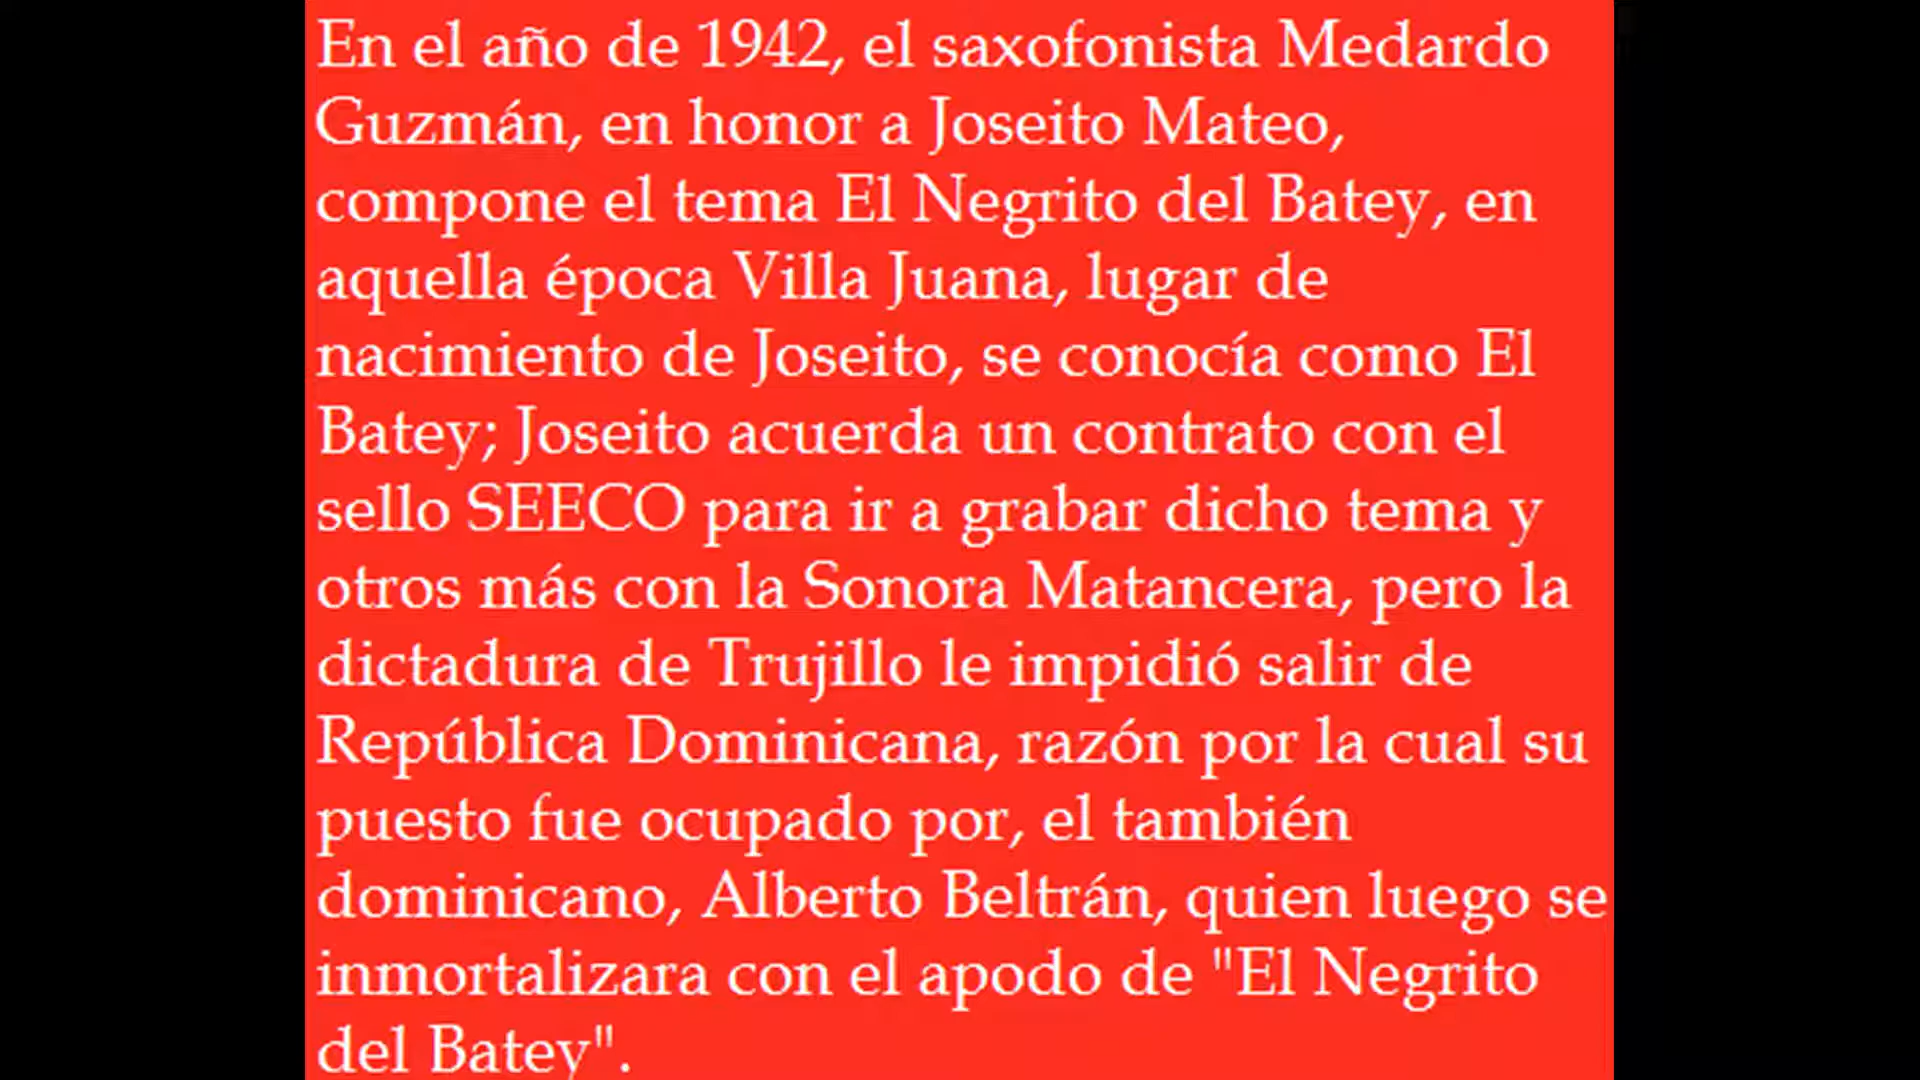 En el año de 1942, el saxofonista Medardo
Guzmán, en honor a Joseito Mateo,
compone el tema El Negrito del Batey, en
aquella época Villa Juana, lugar de
nacimiento de Joseito, se conocía como El
Batey; Joseito acuerda un contrato con el
sello SEECO para ir a grabar dicho tema y
otros más con la Sonora Matancera, pero la
dictadura de Trujillo le impidió salir de
República Dominicana, razón por la cual su
puesto fue ocupado por, el también
dominicano, Alberto Beltrán, quien luego se
inmortalizara con el apodo de "El Negrito
del Batey".